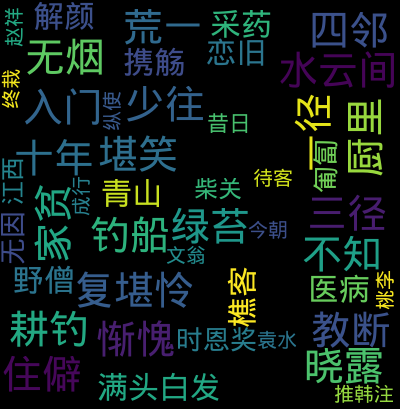 赵祥
解颜
荒一
采药
四邻
无烟
携觞
恋旧
水云间
终栽
入门
纵使
少往
昔日
一径
厨里
十年
堪笑
匍匐
江西
成行
青山
柴关
待客
家贫
三径
无因
钓船
绿苔
今朝
不知
文翁
野僧
复堪怜
樵客
医病
桃李
耕钓
惭愧
时恩奖
袁水
教断
住僻
晓露
满头白发
推韩注